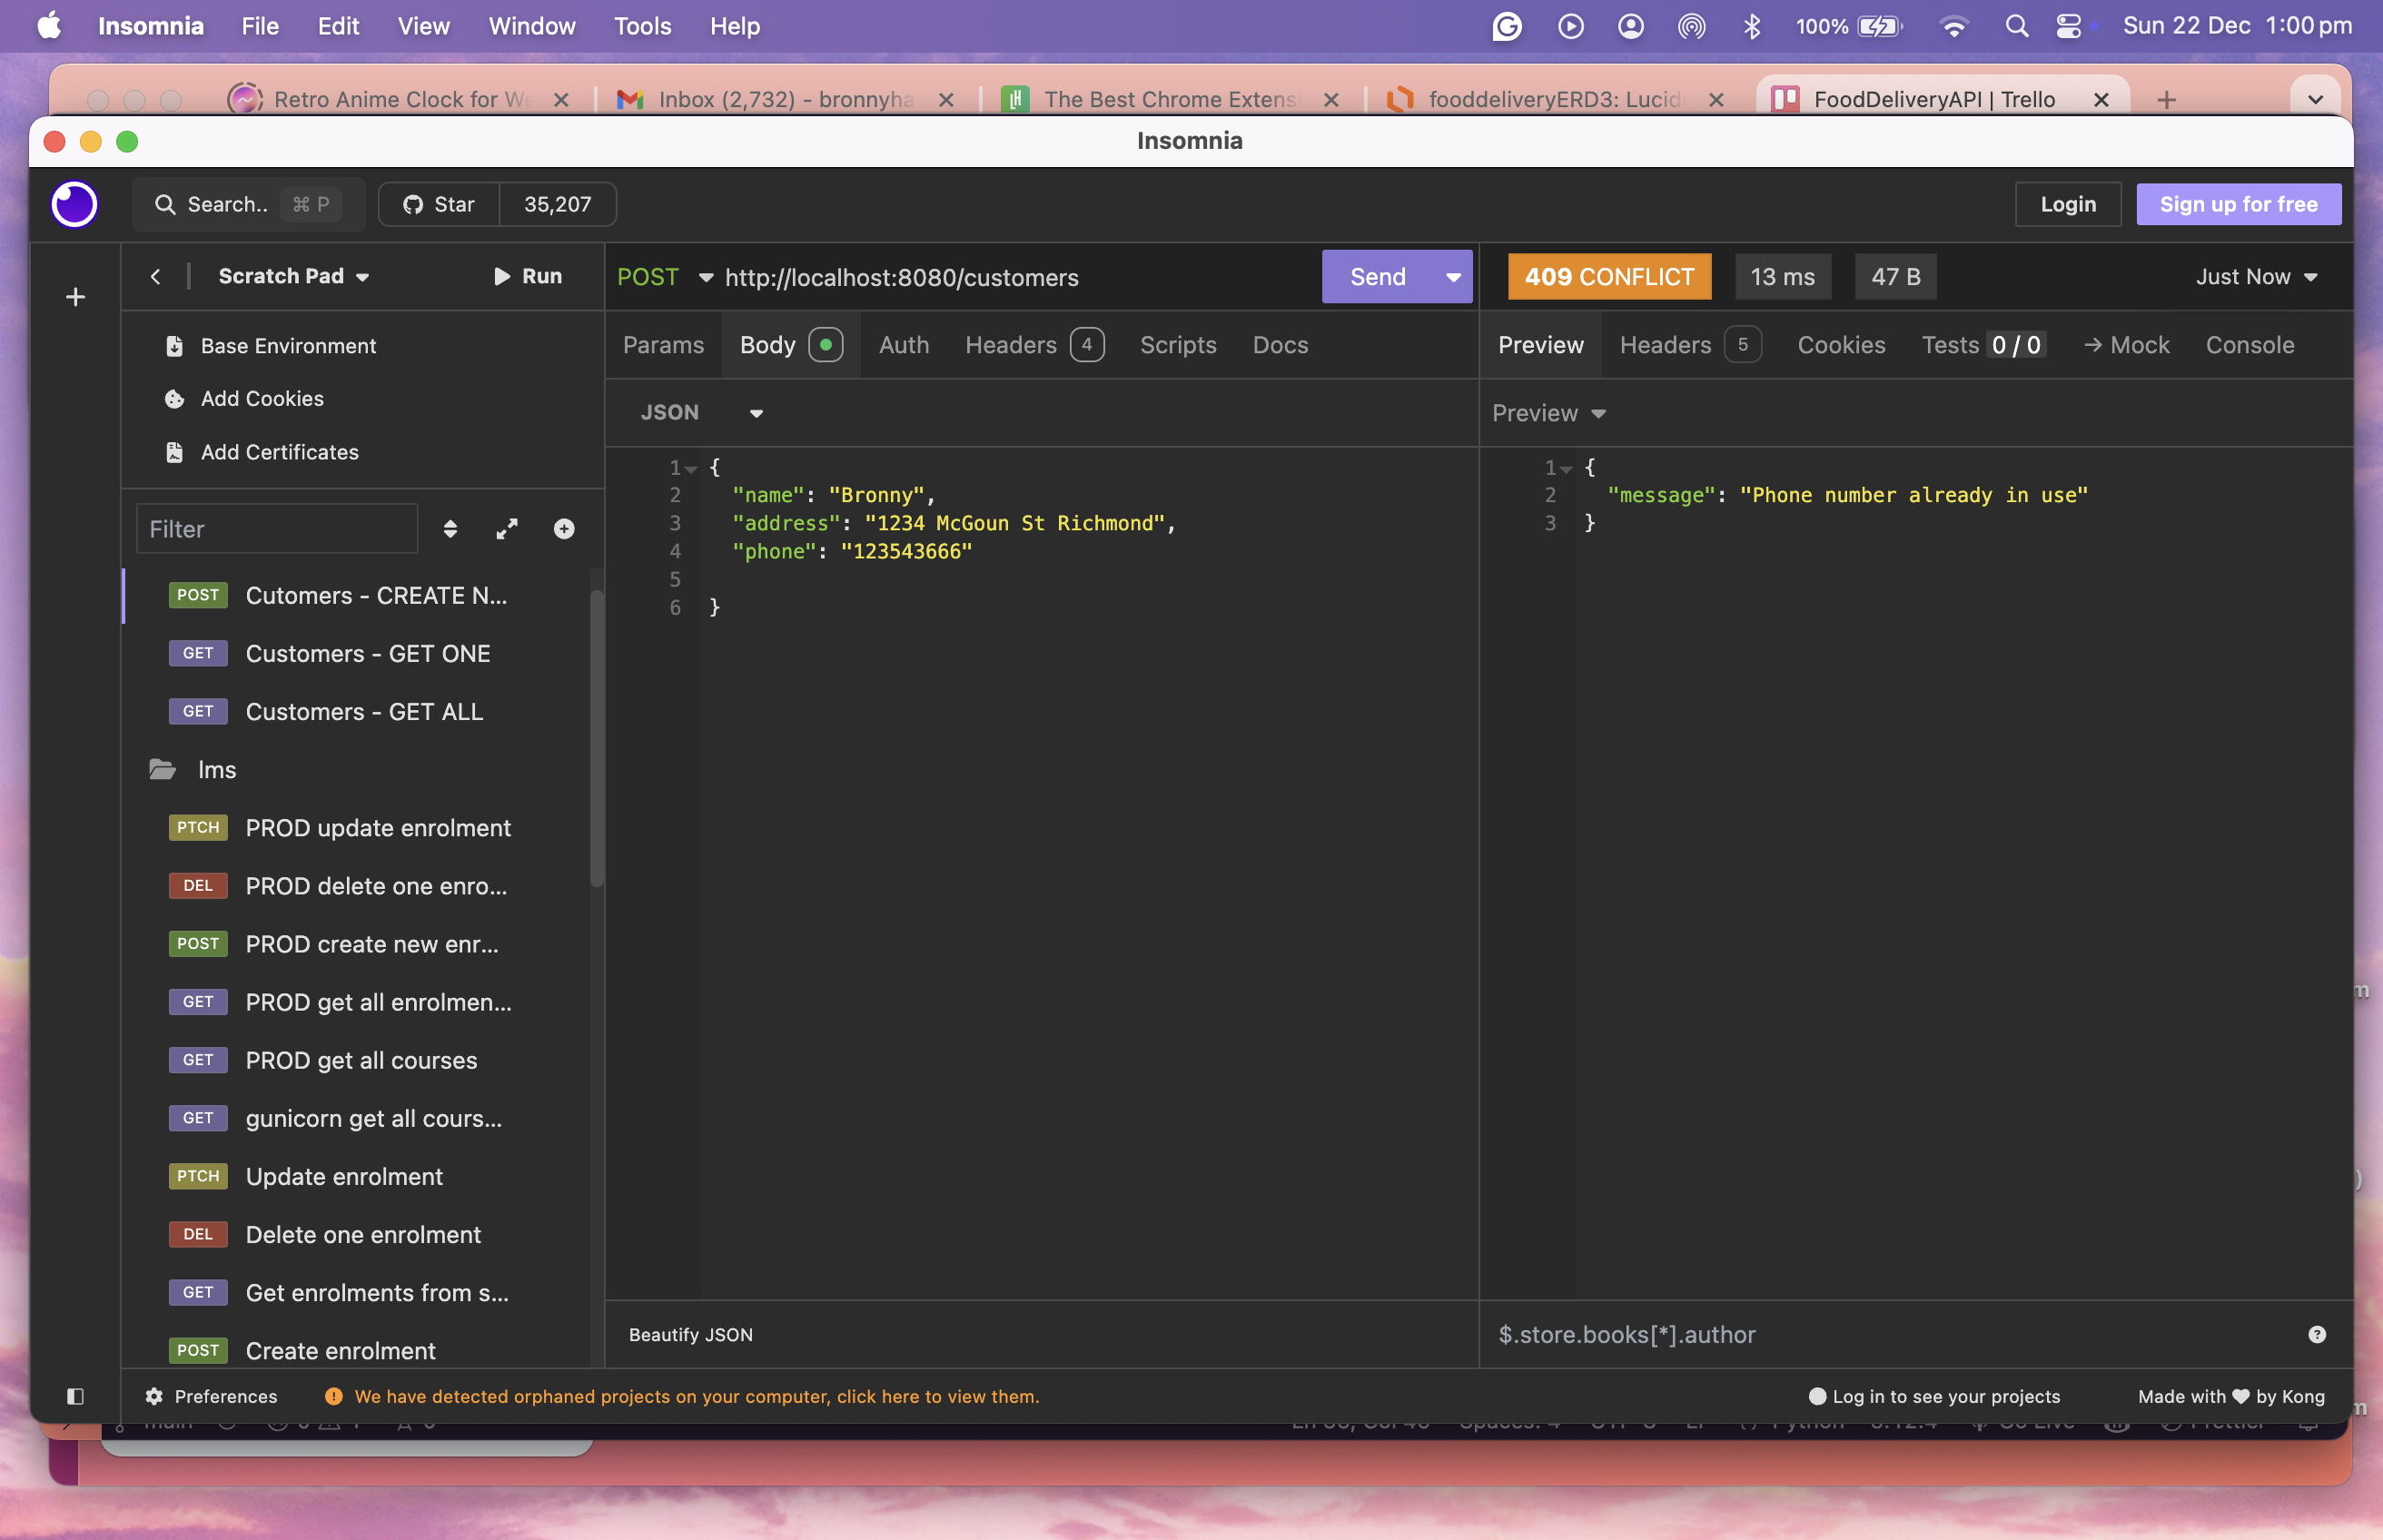 Insomnia File Edit View Window Tools Help 100% Sun 22 Dec 1:00 pm
Retro Anime Clock for We Inbox (2,732) - bronnyha The Best Chrome Extensi fooddeliveryERD3: Lucid FoodDeliveryAPI | Trello
Insomnia
Search.. ⌘ P Star 35,207 Login Sign up for free
Scratch Pad Run
POST http://localhost:8080/customers Send
409 CONFLICT 13 ms 47 B Just Now
Base Environment
Add Cookies
Add Certificates
Filter
POST Cutomers - CREATE N...
GET Customers - GET ONE
GET Customers - GET ALL
lms
PTCH PROD update enrolment
DEL PROD delete one enro...
POST PROD create new enr...
GET PROD get all enrolmen...
GET PROD get all courses
GET gunicorn get all cours...
PTCH Update enrolment
DEL Delete one enrolment
GET Get enrolments from s...
POST Create enrolment
Params Body Auth Headers 4 Scripts Docs
JSON
1 {
2 "name": "Bronny",
3 "address": "1234 McGoun St Richmond",
4 "phone": "123543666"
5
6 }
Beautify JSON
Preview Headers 5 Cookies Tests 0 / 0 → Mock Console
Preview
1 {
2 "message": "Phone number already in use"
3 }
$.store.books[*].author
Preferences We have detected orphaned projects on your computer, click here to view them. Log in to see your projects Made with ♥ by Kong